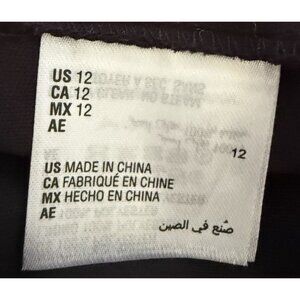 US 12
CA 12
MX 12
AE
12
US MADE IN CHINA
CA FABRIQUÉ EN CHINE
MX HECHO EN CHINA
AE
صنع في الصين